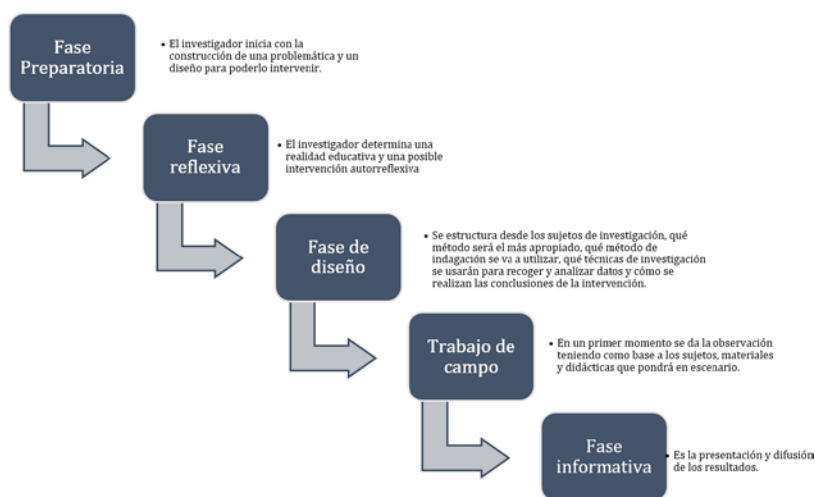 Fase
Preparatoria
• El investigador inicia con la
construcción de una problemática y un
diseño para poderlo intervenir.
Fase
reflexiva
• El investigador determina una
realidad educativa y una posible
intervención autorreflexiva
Fase de
diseño
• Se estructura desde los sujetos de investigación, qué
método será el más apropiado, qué método de
indagación se va a utilizar, qué técnicas de investigación
se usarán para recoger y analizar datos y cómo se
realizan las conclusiones de la intervención.
Trabajo de
campo
• En un primer momento se da la observación
teniendo como base a los sujetos, materiales
y didácticas que pondrá en escenario.
Fase
informativa
• Es la presentación y difusión
de los resultados.